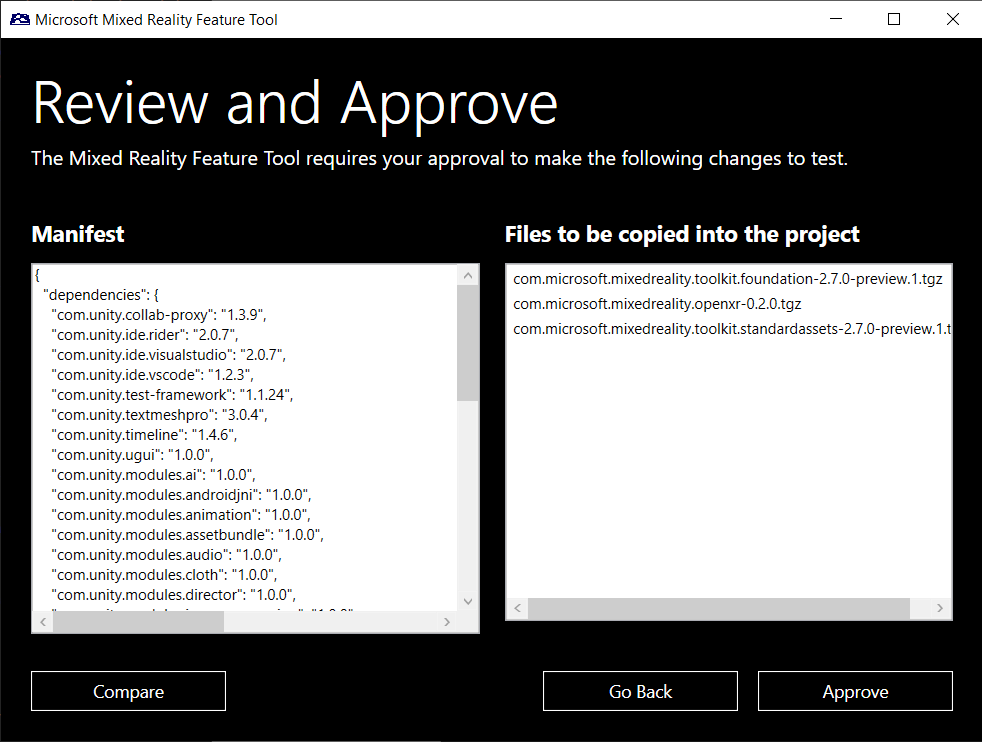 Microsoft Mixed Reality Feature Tool
Review and Approve
The Mixed Reality Feature Tool requires your approval to make the following changes to test.
Manifest
{
"dependencies": {
"com.unity.collab-proxy": "1.3.9",
"com.unity.ide.rider": "2.0.7",
"com.unity.ide.visualstudio": "2.0.7",
"com.unity.ide.vscode": "1.2.3",
"com.unity.test-framework": "1.1.24",
"com.unity.textmeshpro": "3.0.4",
"com.unity.timeline": "1.4.6",
"com.unity.ugui": "1.0.0",
"com.unity.modules.ai": "1.0.0",
"com.unity.modules.androidjni": "1.0.0",
"com.unity.modules.animation": "1.0.0",
"com.unity.modules.assetbundle": "1.0.0",
"com.unity.modules.audio": "1.0.0",
"com.unity.modules.cloth": "1.0.0",
"com.unity.modules.director": "1.0.0",
Files to be copied into the project
com.microsoft.mixedreality.toolkit.foundation-2.7.0-preview.1.tgz
com.microsoft.mixedreality.openxr-0.2.0.tgz
com.microsoft.mixedreality.toolkit.standardassets-2.7.0-preview.1.t
Compare
Go Back
Approve